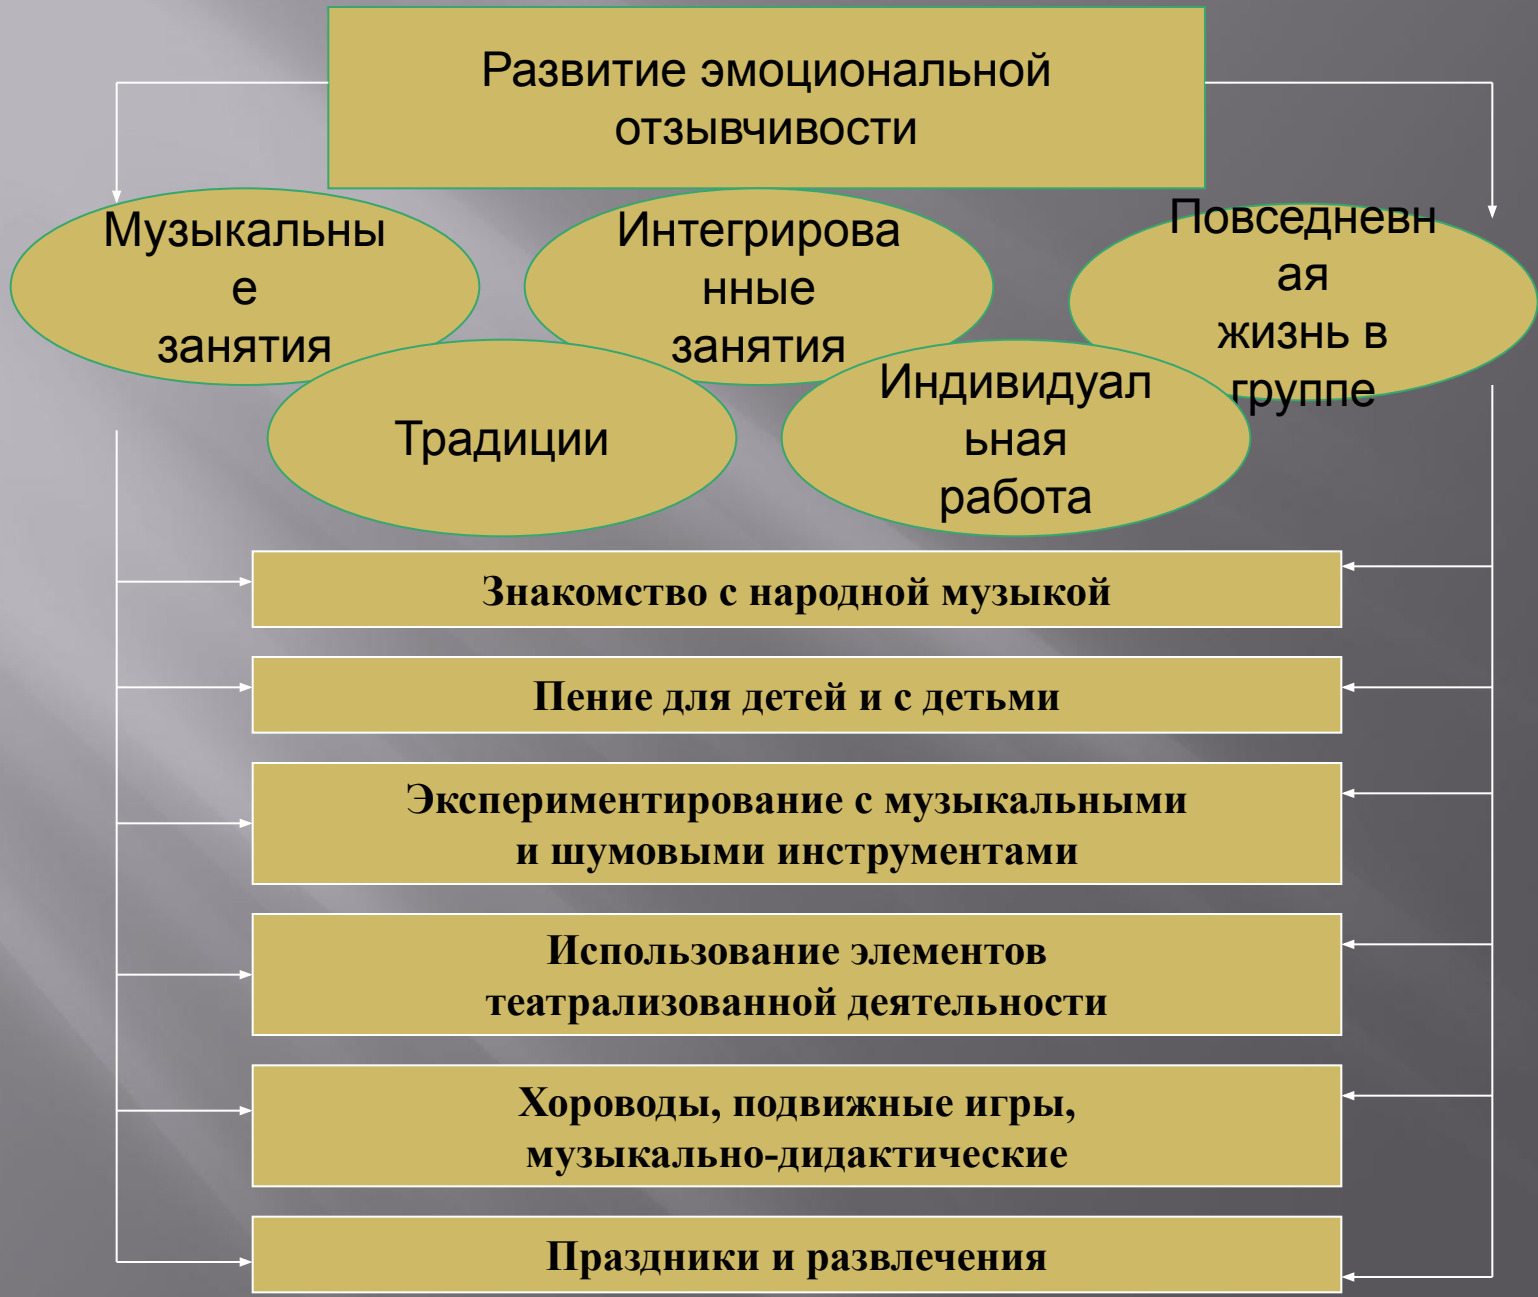 Развитие эмоциональной
отзывчивости
Музыкальны
е
занятия
Интегрирова
нные
занятия
Повседневн
ая
жизнь в
группе
Традиции
Индивидуал
ьная
работа
Знакомство с народной музыкой
Пение для детей и с детьми
Экспериментирование с музыкальными
и шумовыми инструментами
Использование элементов
театрализованной деятельности
Хороводы, подвижные игры,
музыкально-дидактические
Праздники и развлечения